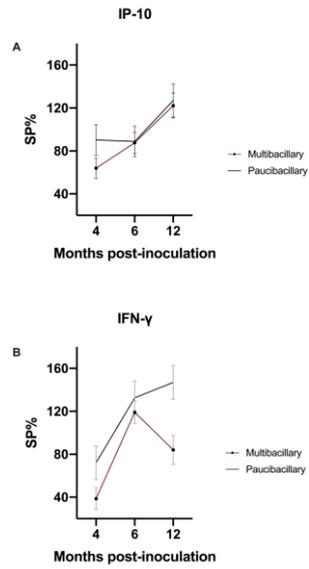 IP-10
A
160
120
80
40
SP%
4 6 12
Months post-inoculation
Multibacillary
Paucibacillary
IFN-γ
B
160
120
80
40
SP%
4 6 12
Months post-inoculation
Multibacillary
Paucibacillary